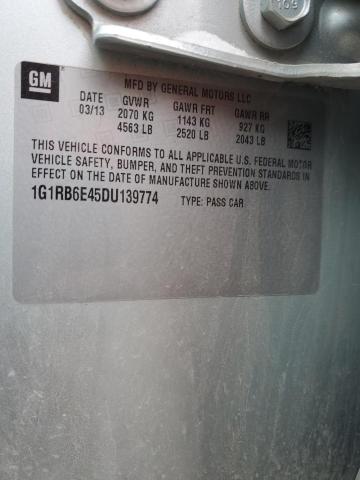 109
GM
MFD BY GENERAL MOTORS LLC
DATE GVWR GAWR FRT GAWR RR
03/13 2070 KG 1143 KG 927 KG
4563 LB 2520 LB 2043 LB
THIS VEHICLE CONFORMS TO ALL APPLICABLE U.S. FEDERAL MOTOR
VEHICLE SAFETY, BUMPER, AND THEFT PREVENTION STANDARDS IN
EFFECT ON THE DATE OF MANUFACTURE SHOWN ABOVE.
1G1RB6E45DU139774 TYPE: PASS CAR